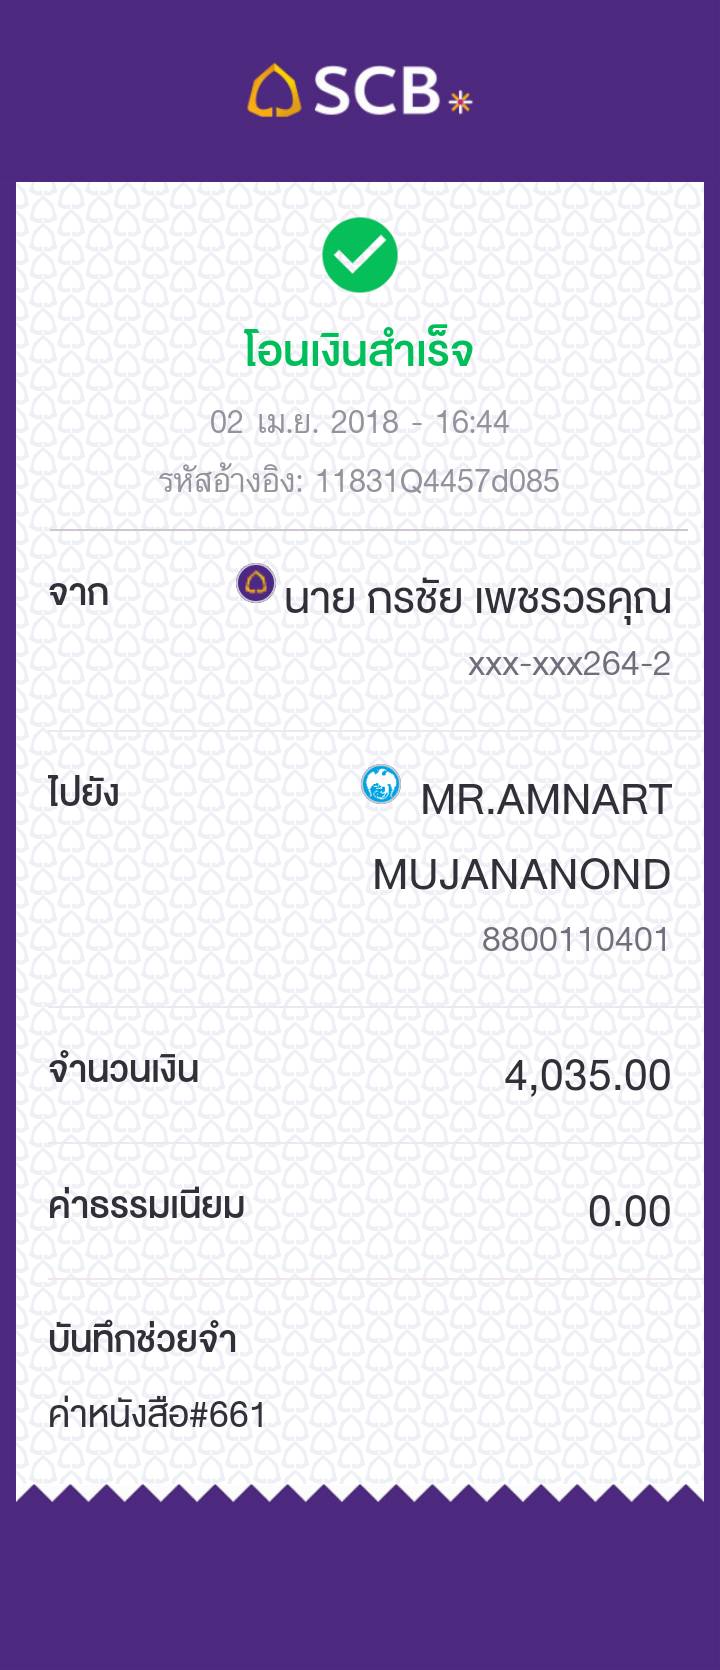 SCB
โอนเงินสำเร็จ
02 เม.ย. 2018 - 16:44
รหัสอ้างอิง: 11831Q4457d085
จาก นาย กรชัย เพชรวรคุณ
xxx-xxx264-2
ไปยัง MR.AMNART
MUJANANOND
8800110401
จำนวนเงิน 4,035.00
ค่าธรรมเนียม 0.00
บันทึกช่วยจำ
ค่าหนังสือ#661